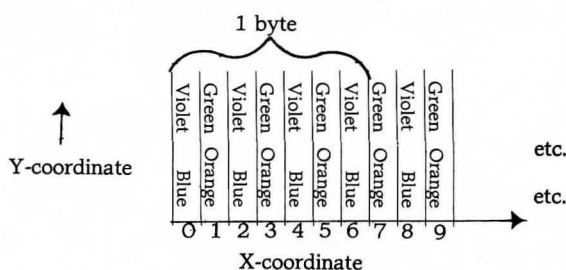 1 byte
Violet Green Violet Green Violet Green Violet Green Violet Green
etc.
Y-coordinate
Blue Orange Blue Orange Blue Orange Blue Orange Blue Orange
etc.
0 1 2 3 4 5 6 7 8 9
X-coordinate